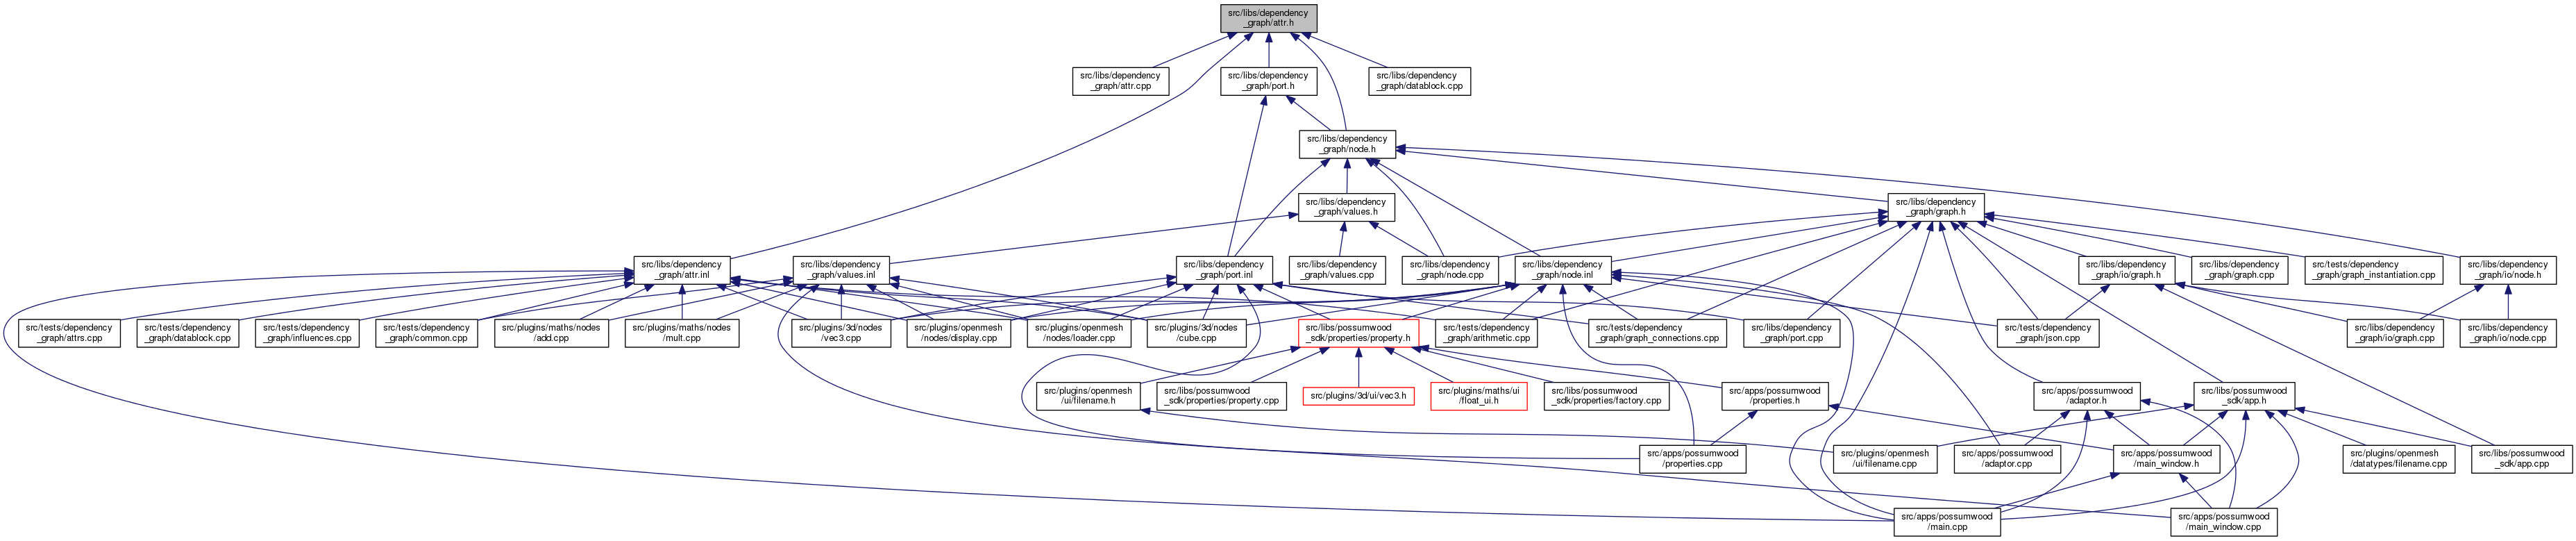 src/libs/dependency
_graph/attr.h
src/libs/dependency
_graph/attr.cpp
src/libs/dependency
_graph/port.h
src/libs/dependency
_graph/datablock.cpp
src/libs/dependency
_graph/node.h
src/libs/dependency
_graph/values.h
src/libs/dependency
_graph/graph.h
src/libs/dependency
_graph/attr.inl
src/libs/dependency
_graph/values.inl
src/libs/dependency
_graph/port.inl
src/libs/dependency
_graph/values.cpp
src/libs/dependency
_graph/node.cpp
src/libs/dependency
_graph/node.inl
src/libs/dependency
_graph/io/graph.h
src/libs/dependency
_graph/graph.cpp
src/tests/dependency
_graph/graph_instantiation.cpp
src/libs/dependency
_graph/io/node.h
src/tests/dependency
_graph/attrs.cpp
src/tests/dependency
_graph/datablock.cpp
src/tests/dependency
_graph/influences.cpp
src/tests/dependency
_graph/common.cpp
src/plugins/maths/nodes
/add.cpp
src/plugins/maths/nodes
/mult.cpp
src/plugins/3d/nodes
/vec3.cpp
src/plugins/openmesh
/nodes/display.cpp
src/plugins/openmesh
/nodes/loader.cpp
src/plugins/3d/nodes
/cube.cpp
src/libs/possumwood
_sdk/properties/property.h
src/tests/dependency
_graph/arithmetic.cpp
src/tests/dependency
_graph/graph_connections.cpp
src/libs/dependency
_graph/port.cpp
src/tests/dependency
_graph/json.cpp
src/libs/dependency
_graph/io/graph.cpp
src/libs/dependency
_graph/io/node.cpp
src/plugins/openmesh
/ui/filename.h
src/libs/possumwood
_sdk/properties/property.cpp
src/plugins/3d/ui/vec3.h
src/plugins/maths/ui
/float_ui.h
src/libs/possumwood
_sdk/properties/factory.cpp
src/apps/possumwood
/properties.h
src/apps/possumwood
/adaptor.h
src/libs/possumwood
_sdk/app.h
src/apps/possumwood
/properties.cpp
src/plugins/openmesh
/ui/filename.cpp
src/apps/possumwood
/adaptor.cpp
src/apps/possumwood
/main_window.h
src/plugins/openmesh
/datatypes/filename.cpp
src/libs/possumwood
_sdk/app.cpp
src/apps/possumwood
/main.cpp
src/apps/possumwood
/main_window.cpp